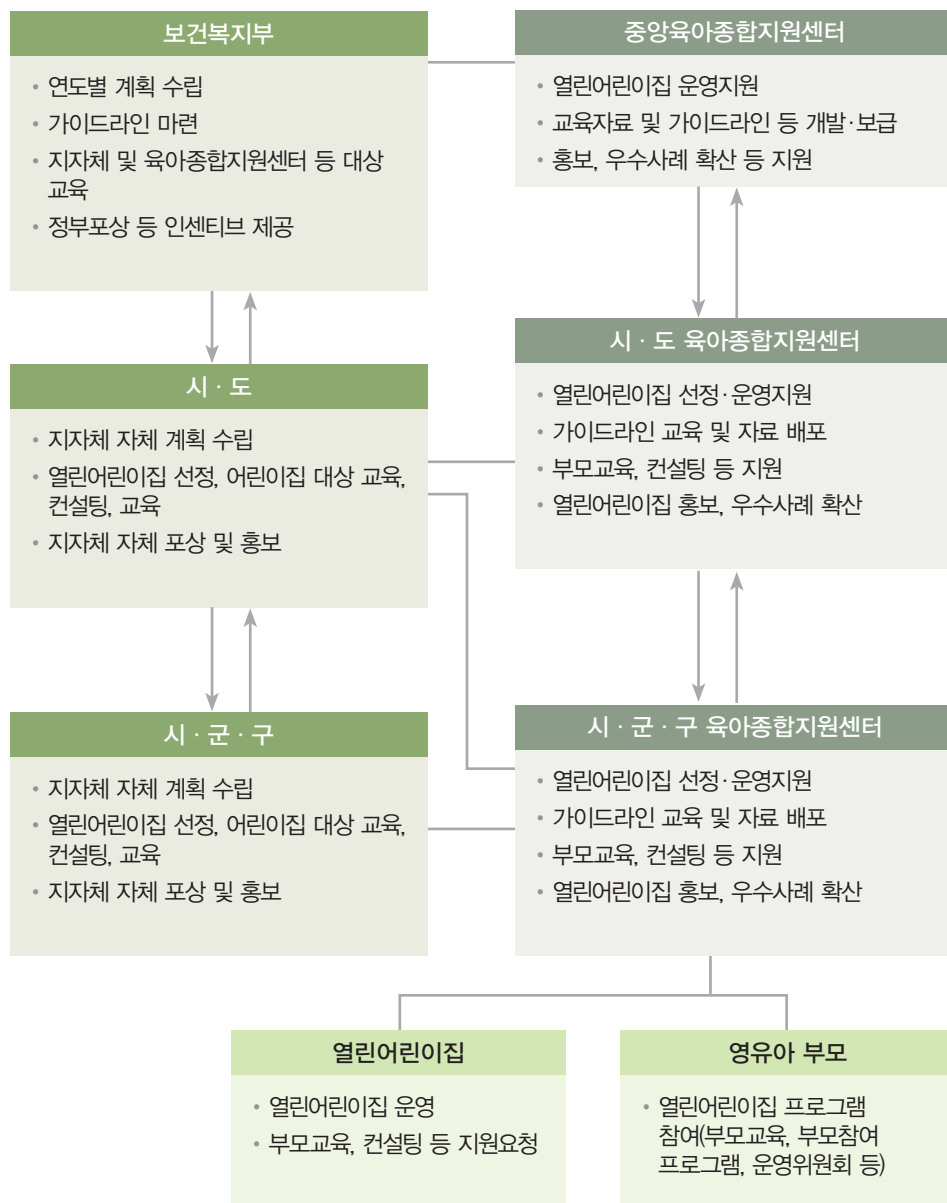 보건복지부
• 연도별 계획 수립
• 가이드라인 마련
• 지자체 및 육아종합지원센터 등 대상
교육
• 정부포상 등 인센티브 제공
중앙육아종합지원센터
• 열린어린이집 운영지원
• 교육자료 및 가이드라인 등 개발·보급
• 홍보, 우수사례 확산 등 지원
시 · 도
• 지자체 자체 계획 수립
• 열린어린이집 선정, 어린이집 대상 교육,
컨설팅, 교육
• 지자체 자체 포상 및 홍보
시 · 도 육아종합지원센터
• 열린어린이집 선정·운영지원
• 가이드라인 교육 및 자료 배포
• 부모교육, 컨설팅 등 지원
• 열린어린이집 홍보, 우수사례 확산
시 · 군 · 구
• 지자체 자체 계획 수립
• 열린어린이집 선정, 어린이집 대상 교육,
컨설팅, 교육
• 지자체 자체 포상 및 홍보
시 · 군 · 구 육아종합지원센터
• 열린어린이집 선정·운영지원
• 가이드라인 교육 및 자료 배포
• 부모교육, 컨설팅 등 지원
• 열린어린이집 홍보, 우수사례 확산
열린어린이집
• 열린어린이집 운영
• 부모교육, 컨설팅 등 지원요청
영유아 부모
• 열린어린이집 프로그램
참여(부모교육, 부모참여
프로그램, 운영위원회 등)